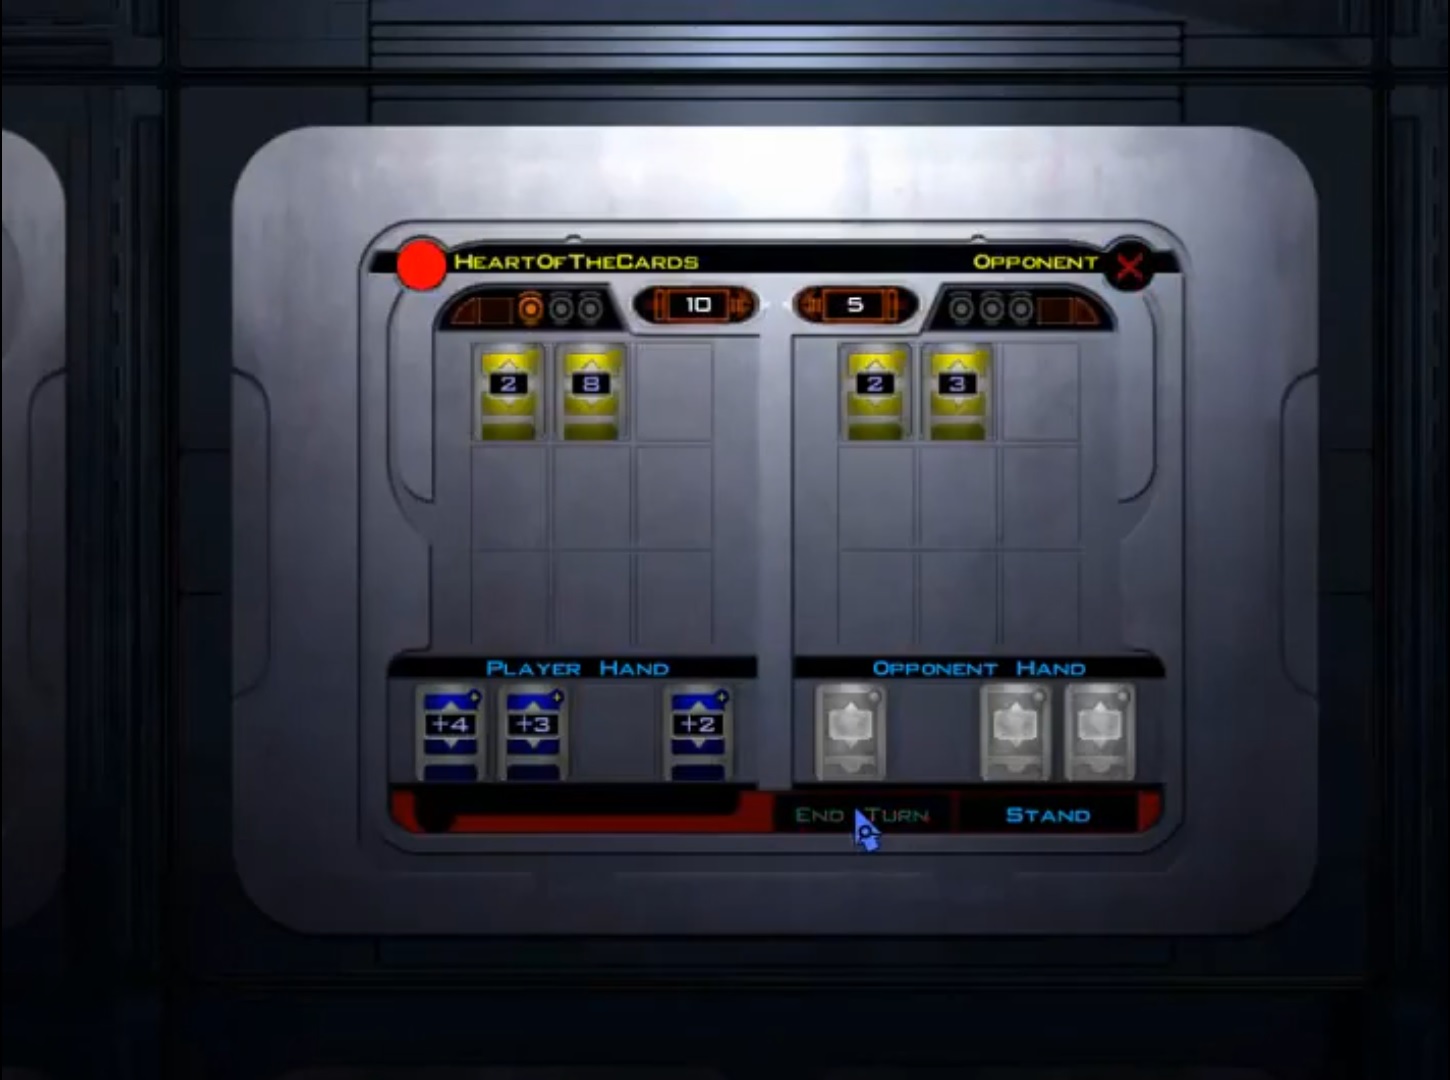 HEARTOFTHECARDS OPPONENT
10 5
2 8 2 3
PLAYER HAND OPPONENT HAND
+4 +3 +2
END TURN STAND